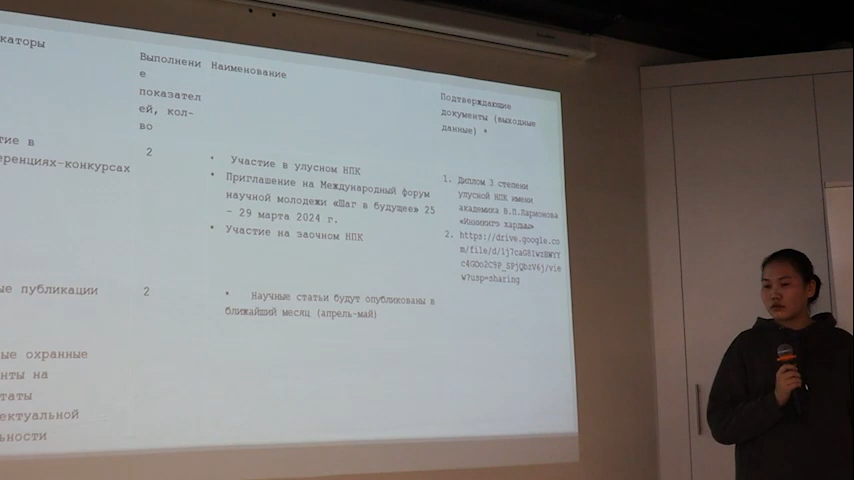 каторы
Выполнени
е
показател
ей, кол-
во
Наименование
Подтверждающие
документы (выходные
данные) *
тие в
еренциях-конкурсах
2
• Участие в улусном НПК
• Приглашение на Международный форум
научной молодежи «Шаг в будущее» 25
– 29 марта 2024 г.
• Участие на заочном НПК
1. Диплом 3 степени
улусной НПК имени
академика В.П.Ларионова
2. https://drive.google.co
w?usp=sharing
ые публикации
2
• Научные статьи будут опубликованы в
ближайший месяц (апрель-май)
ые охранные
нты на
таты
ектуальной
ьности